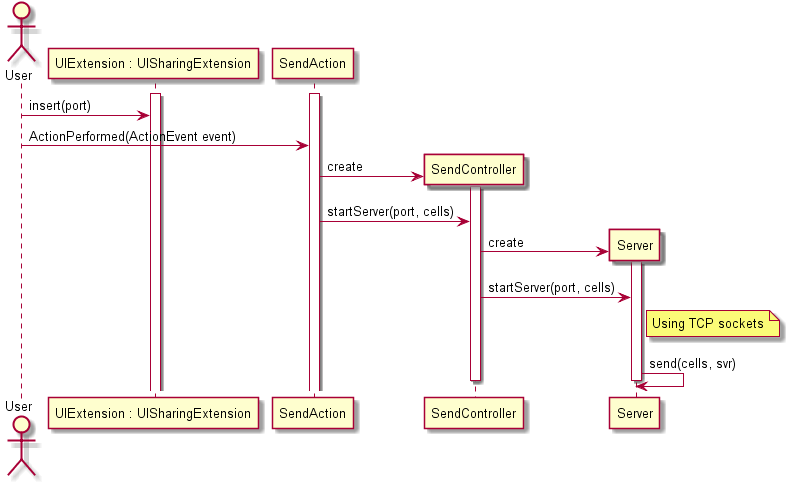 User
UIExtension : UISharingExtension
SendAction
insert(port)
ActionPerformed(ActionEvent event)
create
SendController
startServer(port, cells)
create
Server
startServer(port, cells)
Using TCP sockets
send(cells, svr)
User
UIExtension : UISharingExtension
SendAction
SendController
Server